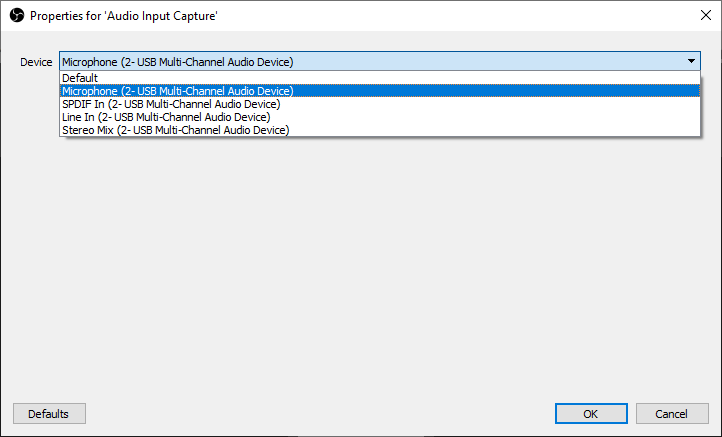 Properties for 'Audio Input Capture'
Device Microphone (2- USB Multi-Channel Audio Device)
Default
Microphone (2- USB Multi-Channel Audio Device)
SPDIF In (2- USB Multi-Channel Audio Device)
Line In (2- USB Multi-Channel Audio Device)
Stereo Mix (2- USB Multi-Channel Audio Device)
Defaults OK Cancel